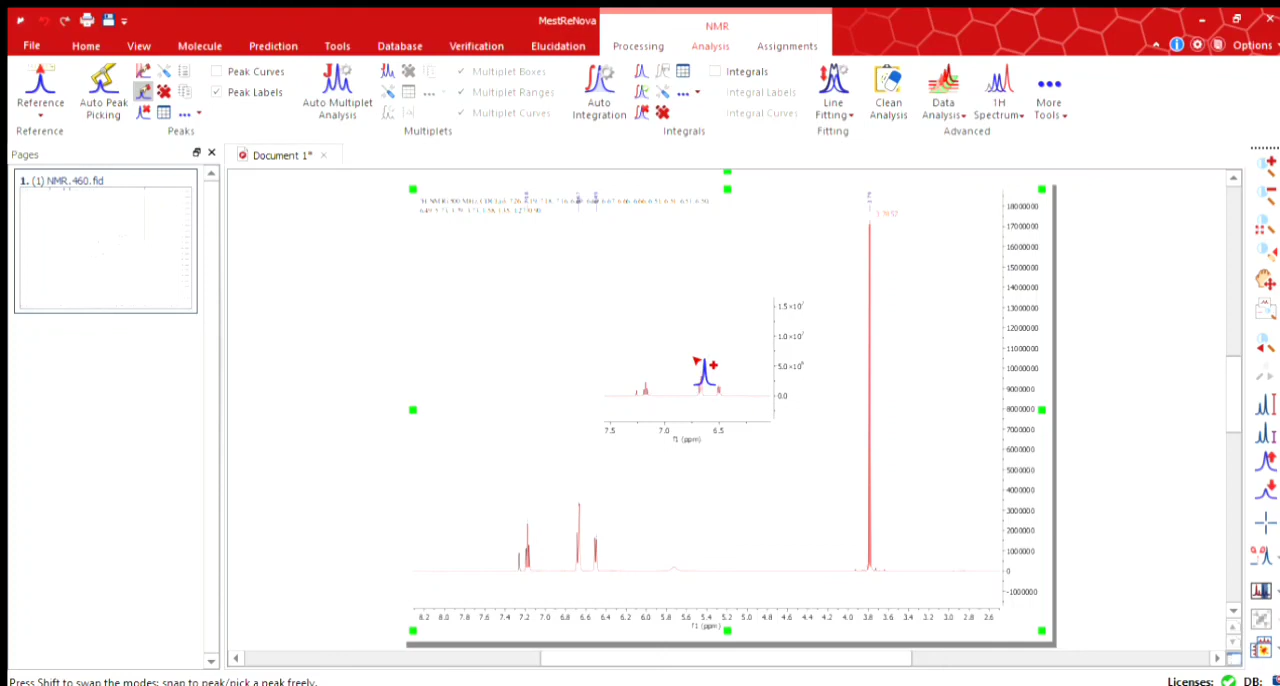 MestReNova
NMR
File Home View Molecule Prediction Tools Database Verification Elucidation Processing Analysis Assignments
Options
Reference
Auto Peak Picking
Peak Curves
Peak Labels
Auto Multiplet Analysis
Multiplet Boxes
Multiplet Ranges
Multiplet Curves
Auto Integration
Integrals
Integral Labels
Integral Curves
Line Fitting
Clean Analysis
Data Analysis
1H Spectrum
More Tools
Reference Peaks Multiplets Integrals Fitting Advanced
Pages
Document 1*
1. (1) NMR.460.fid
18000000
17000000
16000000
15000000
14000000
13000000
12000000
11000000
10000000
9000000
8000000
7000000
6000000
5000000
4000000
3000000
2000000
1000000
0
-1000000
1.5×10⁷
1.0×10⁷
5.0×10⁶
0.0
7.5 7.0 6.5
f1 (ppm)
8.2 8.0 7.8 7.6 7.4 7.2 7.0 6.8 6.6 6.4 6.2 6.0 5.8 5.6 5.4 5.2 5.0 4.8 4.6 4.4 4.2 4.0 3.8 3.6 3.4 3.2 3.0 2.8 2.6
f1 (ppm)
Press Shift to swap the modes: snap to peak/pick a peak freely.
Licenses: DB: